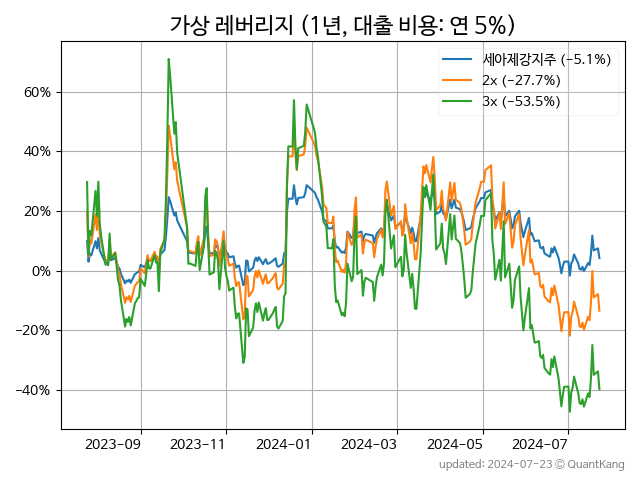 가상 레버리지 (1년, 대출 비용: 연 5%)
세아제강지주 (−5.1%)
2x (−27.7%)
3x (−53.5%)
60%
40%
20%
0%
−20%
−40%
2023-09 2023-11 2024-01 2024-03 2024-05 2024-07
updated: 2024-07-23 © QuantKang